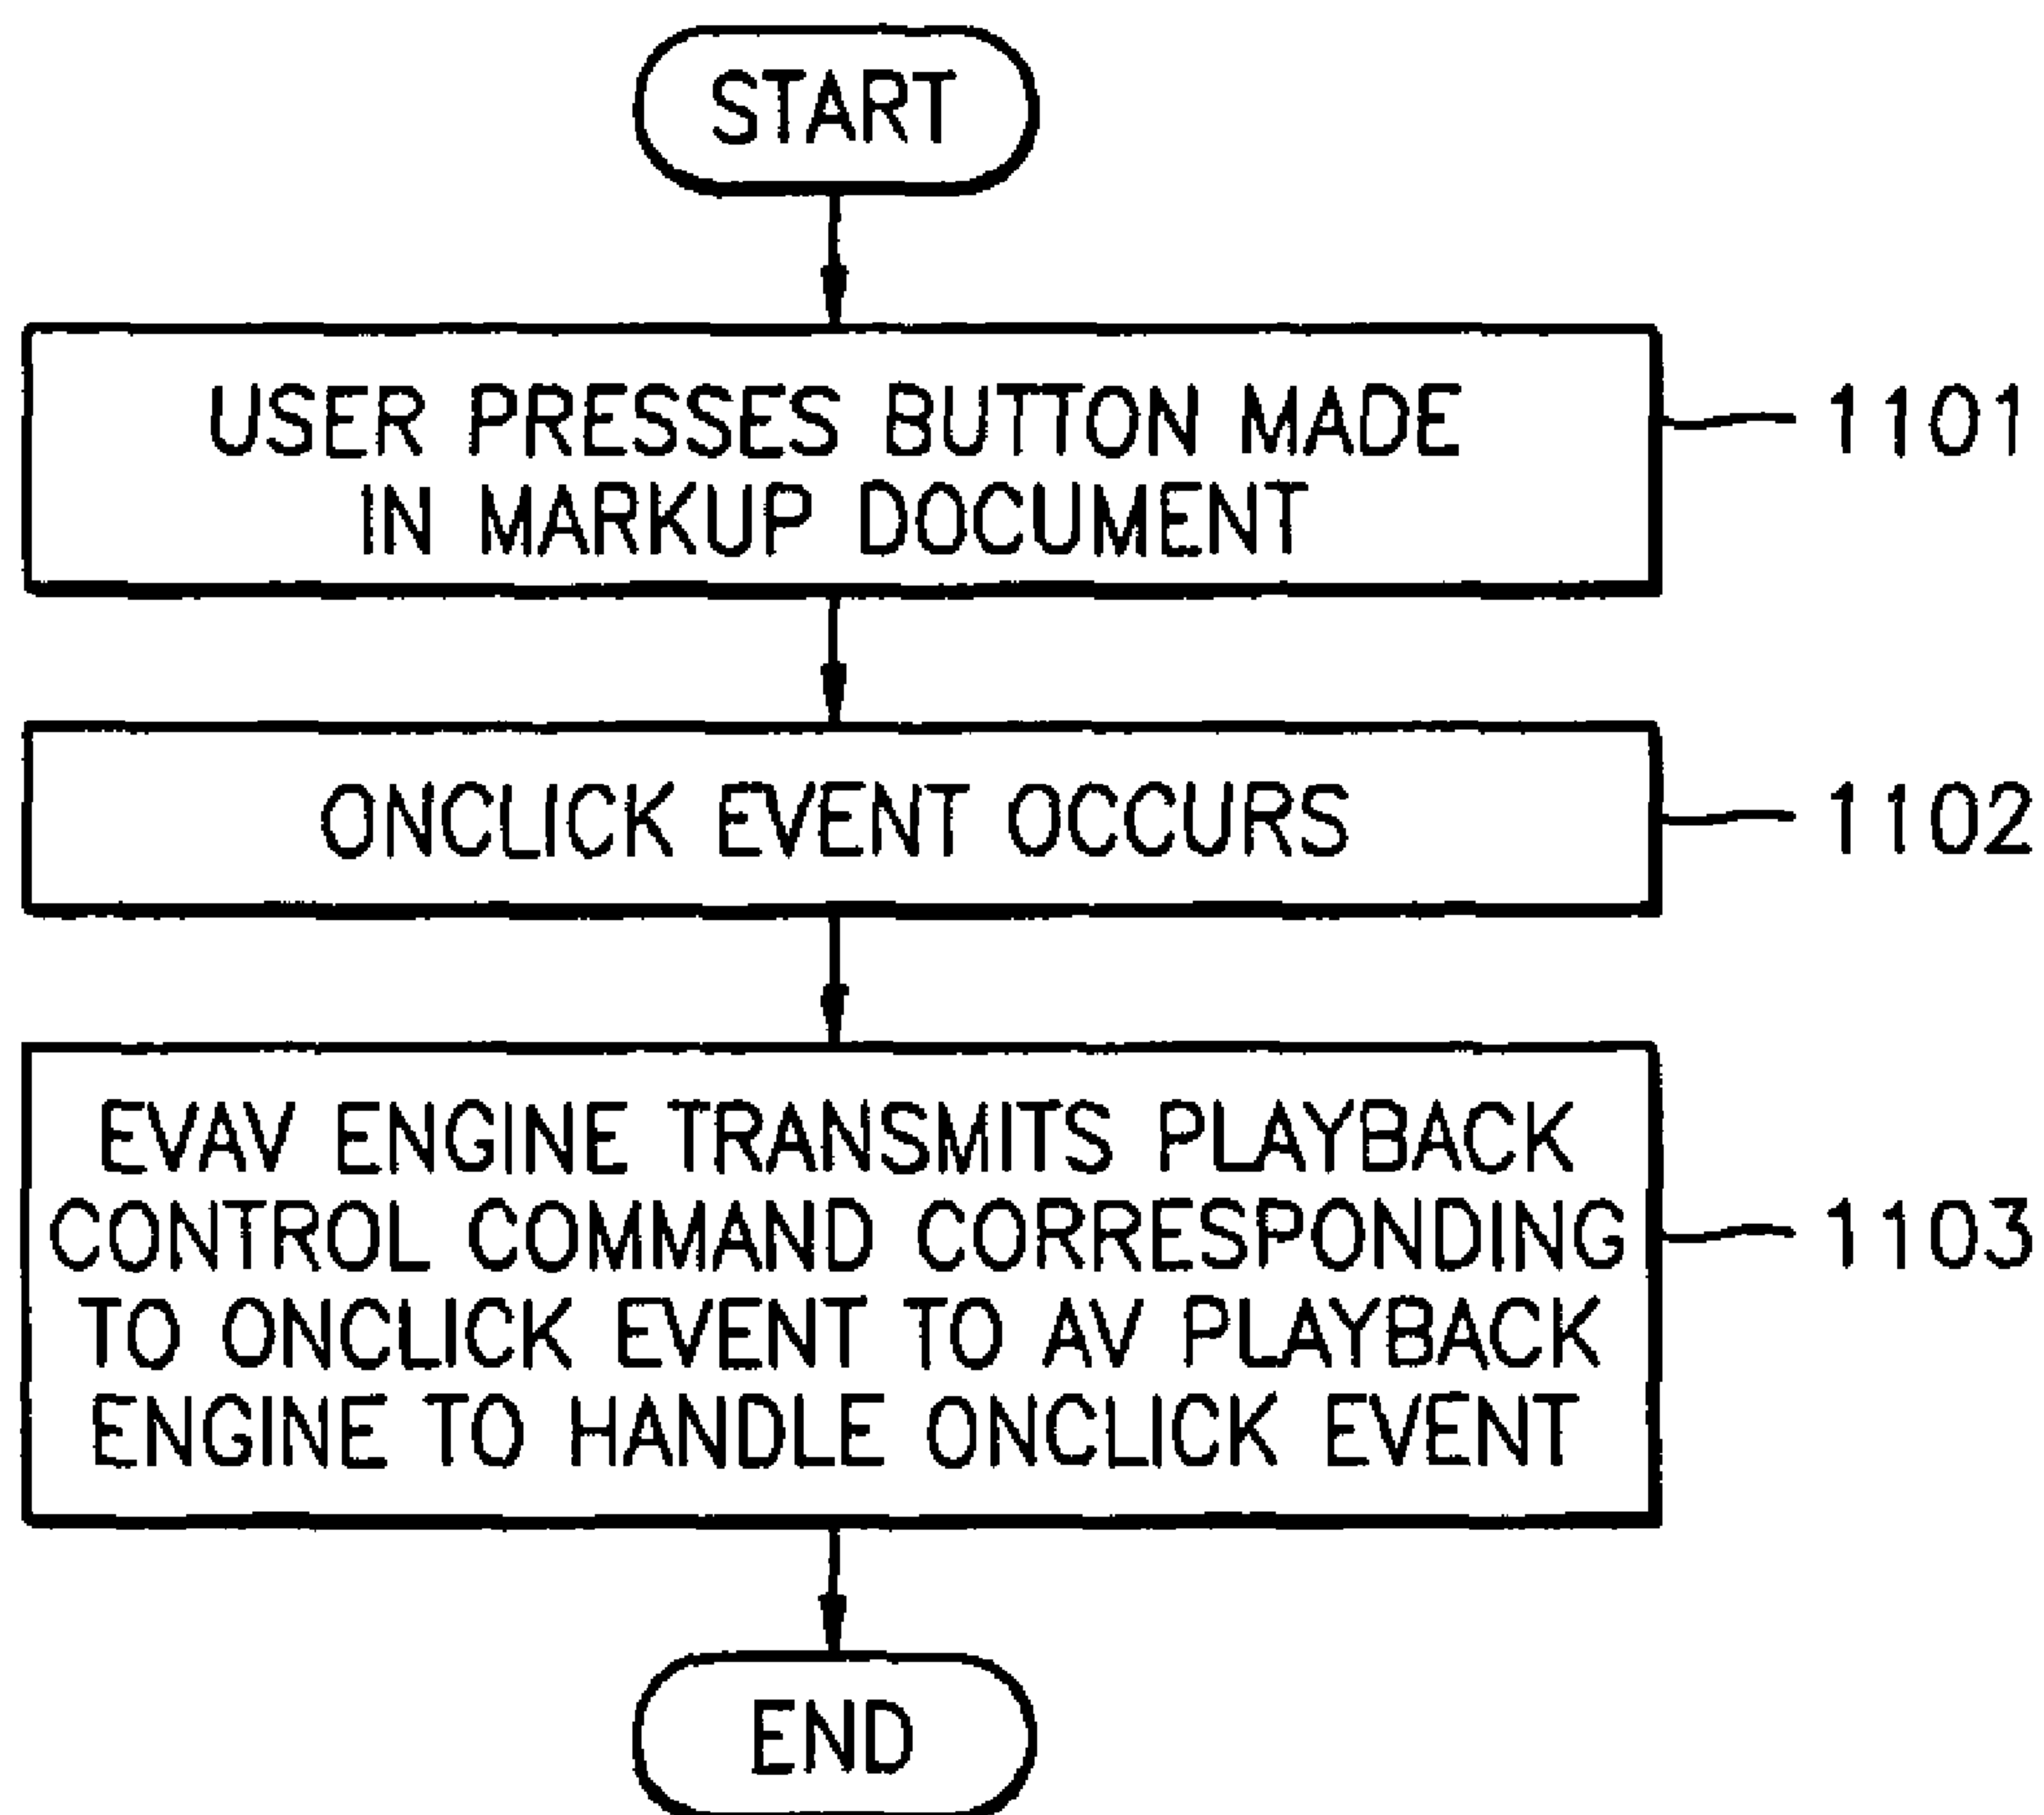 START
USER PRESSES BUTTON MADE
IN MARKUP DOCUMENT
1101
ONCLICK EVENT OCCURS
1102
EVAV ENGINE TRANSMITS PLAYBACK
CONTROL COMMAND CORRESPONDING
TO ONCLICK EVENT TO AV PLAYBACK
ENGINE TO HANDLE ONCLICK EVENT
1103
END